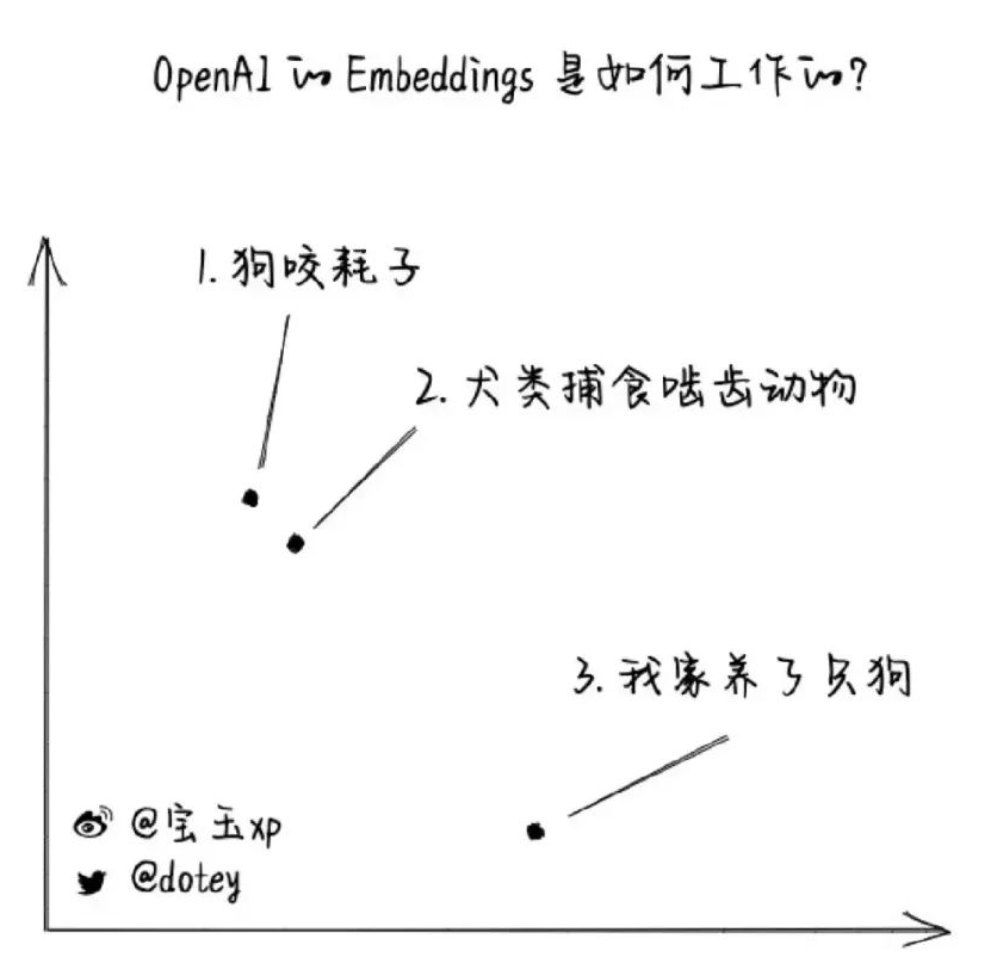 OpenAI 的 Embeddings 是如何工作的?
1. 狗咬耗子
2. 犬类捕食啮齿动物
3. 我家养了只狗
@宝玉xp
@dotey